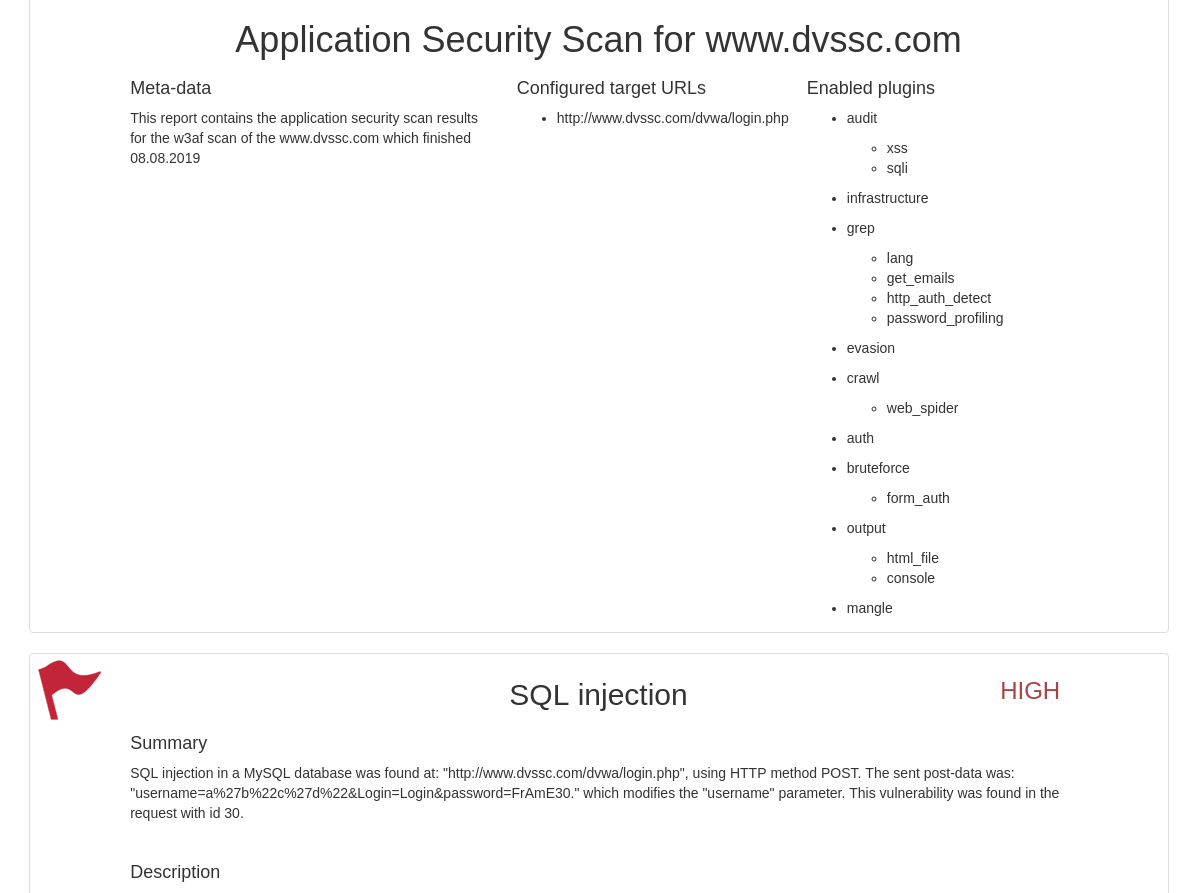 Application Security Scan for www.dvssc.com
Meta-data
This report contains the application security scan results
for the w3af scan of the www.dvssc.com which finished
08.08.2019
Configured target URLs
http://www.dvssc.com/dvwa/login.php
Enabled plugins
audit
xss
sqli
infrastructure
grep
lang
get_emails
http_auth_detect
password_profiling
evasion
crawl
web_spider
auth
bruteforce
form_auth
output
html_file
console
mangle
SQL injection
HIGH
Summary
SQL injection in a MySQL database was found at: "http://www.dvssc.com/dvwa/login.php", using HTTP method POST. The sent post-data was:
"username=a%27b%22c%27d%22&Login=Login&password=FrAmE30." which modifies the "username" parameter. This vulnerability was found in the
request with id 30.
Description